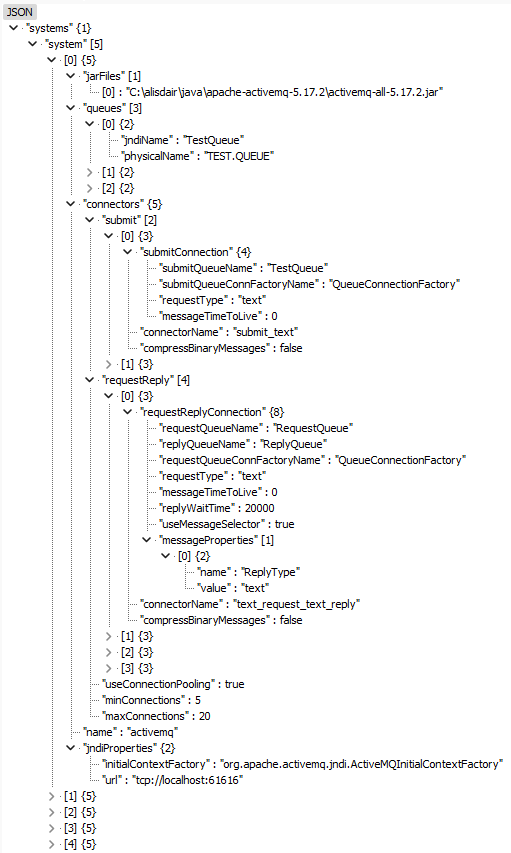 JSON
"systems" {1}
"system" [5]
[0] {5}
"jarFiles" [1]
[0] : "C:\alisdair\java\apache-activemq-5.17.2\activemq-all-5.17.2.jar"
"queues" [3]
[0] {2}
"jndiName" : "TestQueue"
"physicalName" : "TEST.QUEUE"
[1] {2}
[2] {2}
"connectors" {5}
"submit" [2]
[0] {3}
"submitConnection" {4}
"submitQueueName" : "TestQueue"
"submitQueueConnFactoryName" : "QueueConnectionFactory"
"requestType" : "text"
"messageTimeToLive" : 0
"connectorName" : "submit_text"
"compressBinaryMessages" : false
[1] {3}
"requestReply" [4]
[0] {3}
"requestReplyConnection" {8}
"requestQueueName" : "RequestQueue"
"replyQueueName" : "ReplyQueue"
"requestQueueConnFactoryName" : "QueueConnectionFactory"
"requestType" : "text"
"messageTimeToLive" : 0
"replyWaitTime" : 20000
"useMessageSelector" : true
"messageProperties" [1]
[0] {2}
"name" : "ReplyType"
"value" : "text"
"connectorName" : "text_request_text_reply"
"compressBinaryMessages" : false
[1] {3}
[2] {3}
[3] {3}
"useConnectionPooling" : true
"minConnections" : 5
"maxConnections" : 20
"name" : "activemq"
"jndiProperties" {2}
"initialContextFactory" : "org.apache.activemq.jndi.ActiveMQInitialContextFactory"
"url" : "tcp://localhost:61616"
[1] {5}
[2] {5}
[3] {5}
[4] {5}